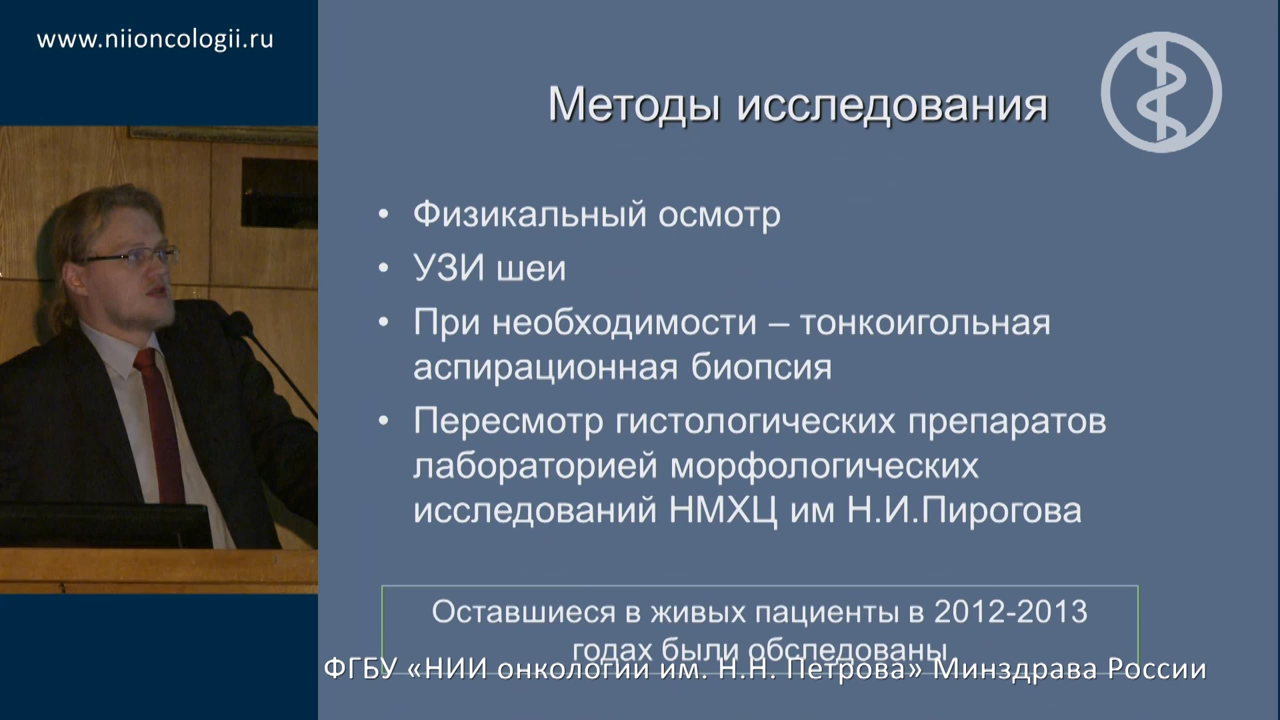 www.niioncologii.ru
Методы исследования
• Физикальный осмотр
• УЗИ шеи
• При необходимости – тонкоигольная
аспирационная биопсия
• Пересмотр гистологических препаратов
лабораторией морфологических
исследований НМХЦ им Н.И.Пирогова
Оставшиеся в живых пациенты в 2012-2013
годах были обследованы
ФГБУ «НИИ онкологии им. Н.Н. Петрова» Минздрава России